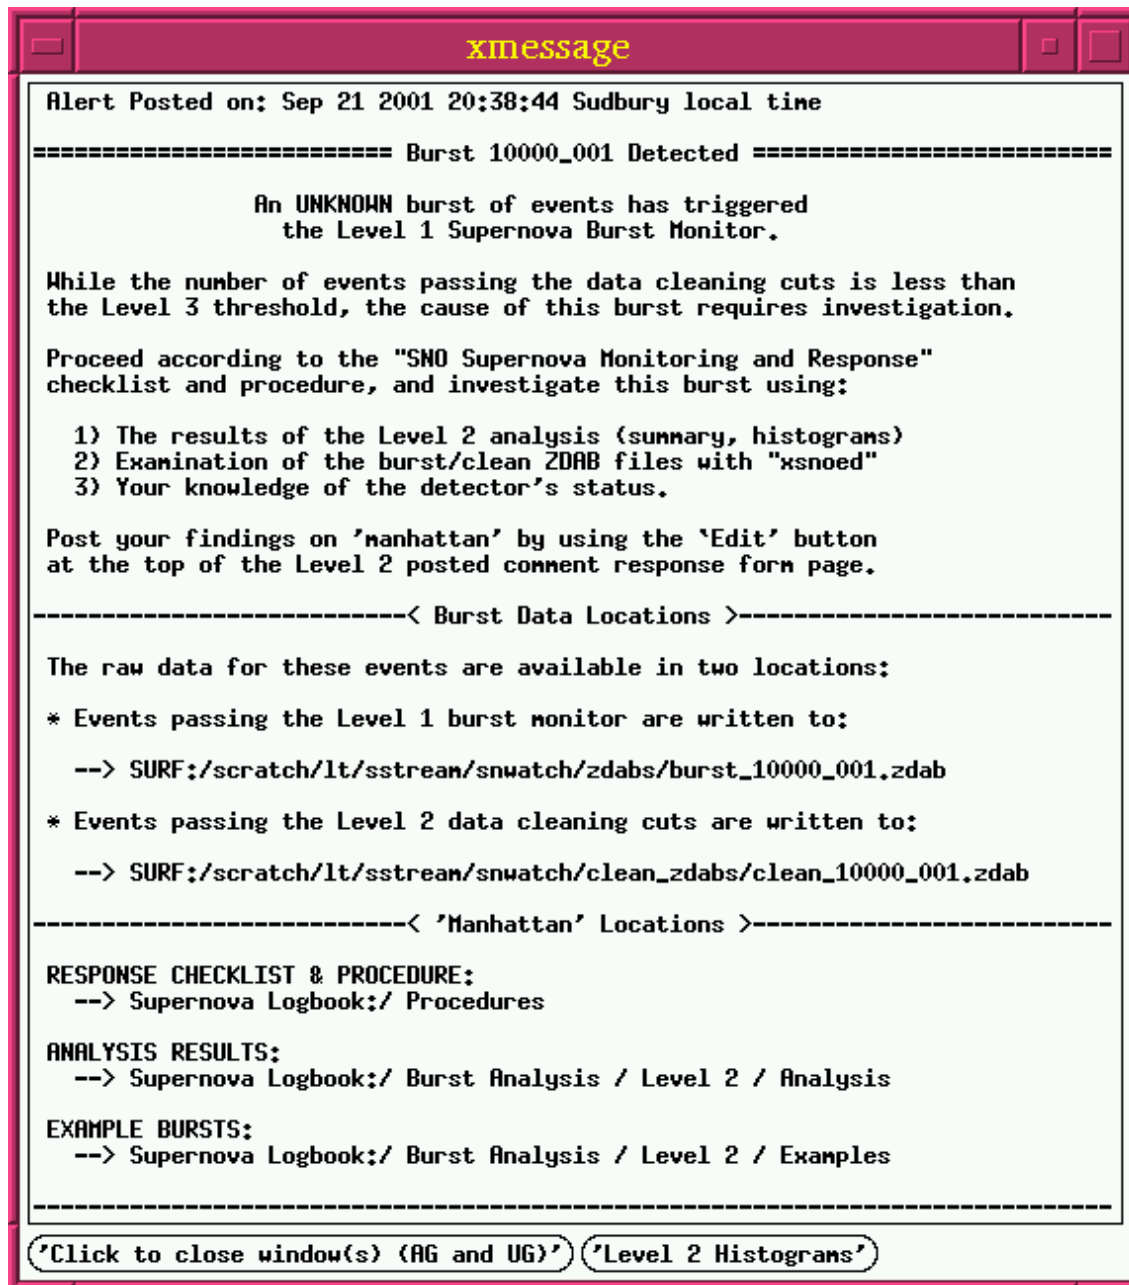 xmessage
Alert Posted on: Sep 21 2001 20:38:44 Sudbury local time
========================== Burst 10000_001 Detected ==========================
An UNKNOWN burst of events has triggered
the Level 1 Supernova Burst Monitor.
While the number of events passing the data cleaning cuts is less than
the Level 3 threshold, the cause of this burst requires investigation.
Proceed according to the "SNO Supernova Monitoring and Response"
checklist and procedure, and investigate this burst using:
1) The results of the Level 2 analysis (summary, histograms)
2) Examination of the burst/clean ZDAB files with "xsnoed"
3) Your knowledge of the detector's status.
Post your findings on 'manhattan' by using the `Edit' button
at the top of the Level 2 posted comment response form page.
---------------------------< Burst Data Locations >---------------------------
The raw data for these events are available in two locations:
* Events passing the Level 1 burst monitor are written to:
--> SURF:/scratch/lt/sstream/snwatch/zdabs/burst_10000_001.zdab
* Events passing the Level 2 data cleaning cuts are written to:
--> SURF:/scratch/lt/sstream/snwatch/clean_zdabs/clean_10000_001.zdab
---------------------------< 'Manhattan' Locations >--------------------------
RESPONSE CHECKLIST & PROCEDURE:
--> Supernova Logbook:/ Procedures
ANALYSIS RESULTS:
--> Supernova Logbook:/ Burst Analysis / Level 2 / Analysis
EXAMPLE BURSTS:
--> Supernova Logbook:/ Burst Analysis / Level 2 / Examples
------------------------------------------------------------------------------
'Click to close window(s) (AG and UG)' 'Level 2 Histograms'